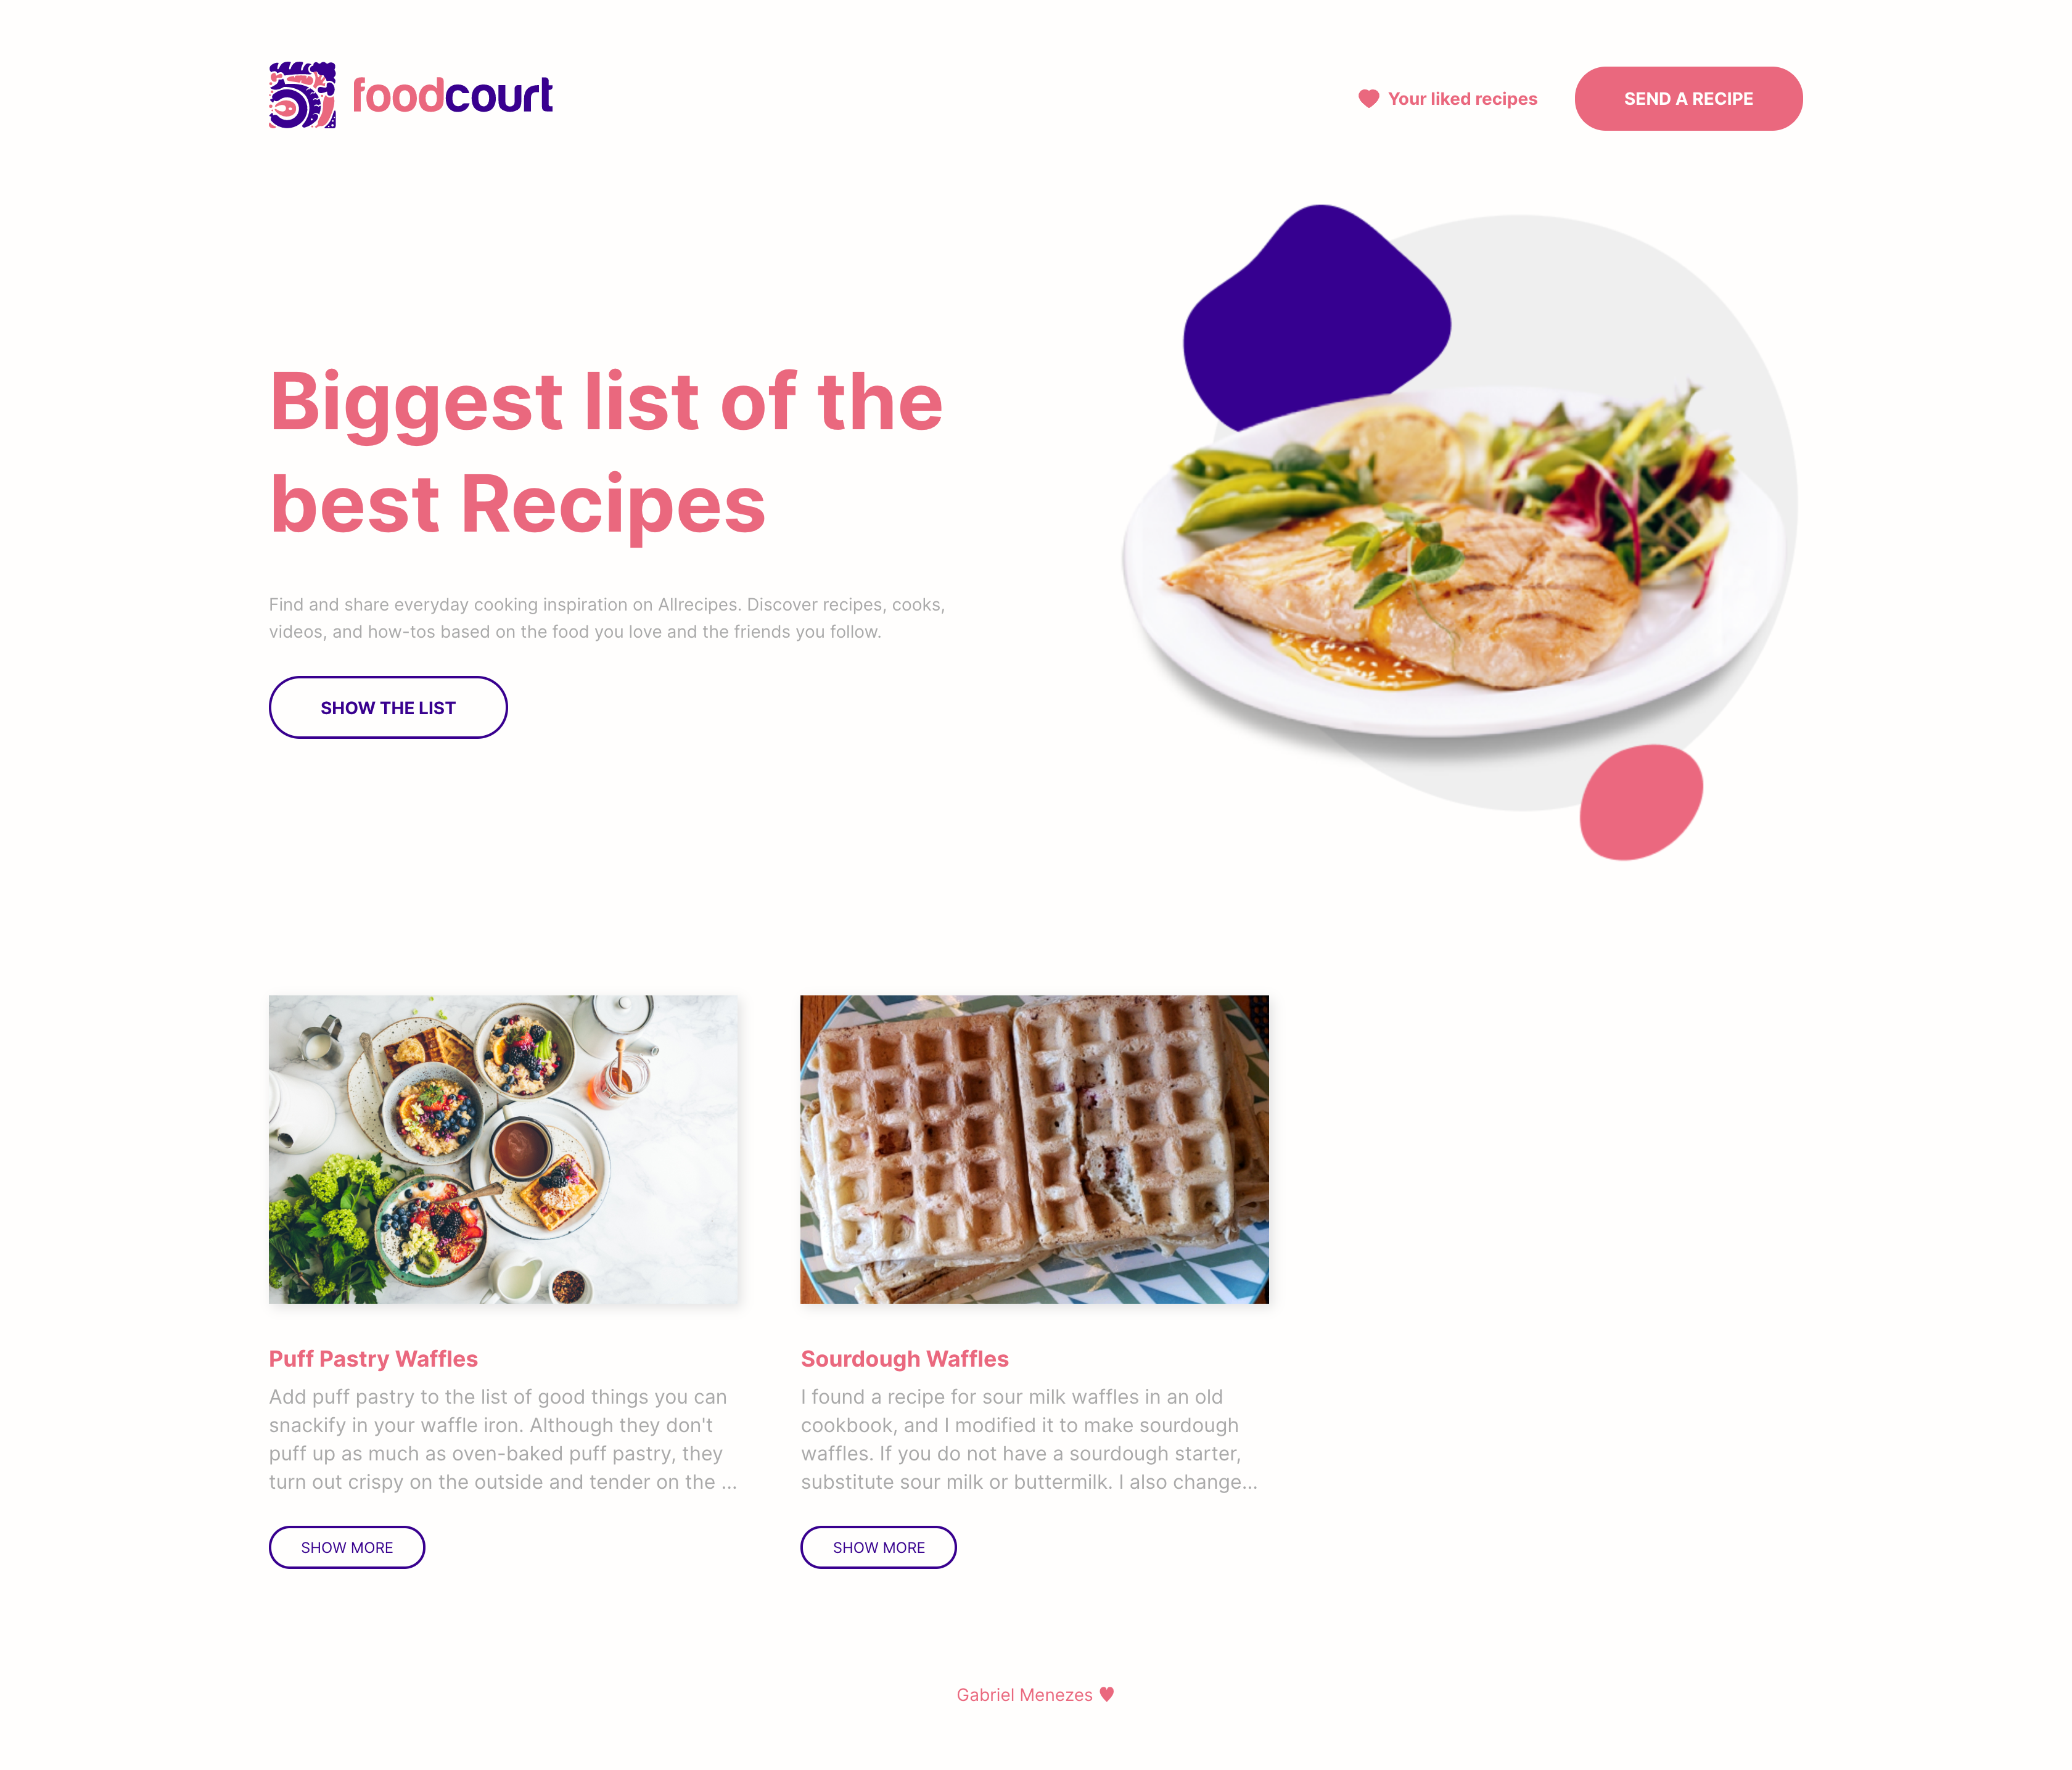 foodcourt
Your liked recipes
SEND A RECIPE
Biggest list of the
best Recipes
Find and share everyday cooking inspiration on Allrecipes. Discover recipes, cooks,
videos, and how-tos based on the food you love and the friends you follow.
SHOW THE LIST
Puff Pastry Waffles
Add puff pastry to the list of good things you can
snackify in your waffle iron. Although they don't
puff up as much as oven-baked puff pastry, they
turn out crispy on the outside and tender on the ...
SHOW MORE
Sourdough Waffles
I found a recipe for sour milk waffles in an old
cookbook, and I modified it to make sourdough
waffles. If you do not have a sourdough starter,
substitute sour milk or buttermilk. I also change...
SHOW MORE
Gabriel Menezes ♥